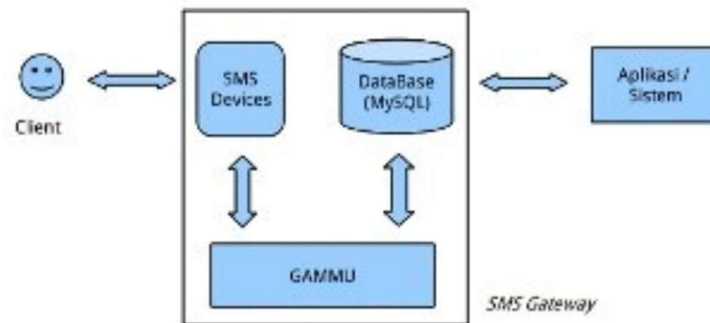 Client
SMS
Devices
DataBase
(MySQL)
Aplikasi /
Sistem
GAMMU
SMS Gateway